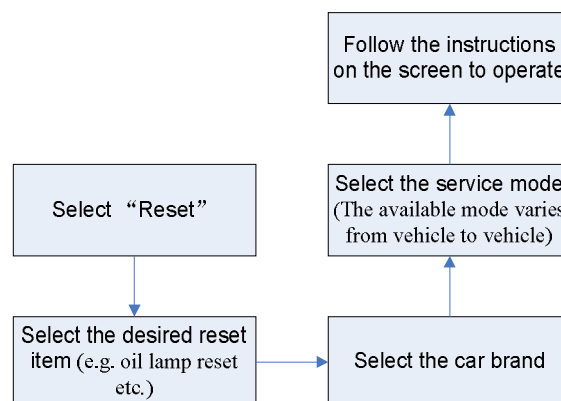 Follow the instructions
on the screen to operate
Select the service mode
(The available mode varies
from vehicle to vehicle)
Select “Reset”
Select the desired reset
item (e.g. oil lamp reset
etc.)
Select the car brand